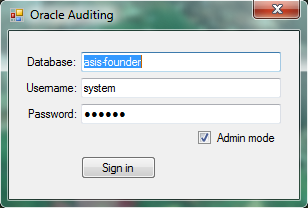 Oracle Auditing
Database: asis-founder
Username: system
Password: ●●●●●●
Admin mode
Sign in